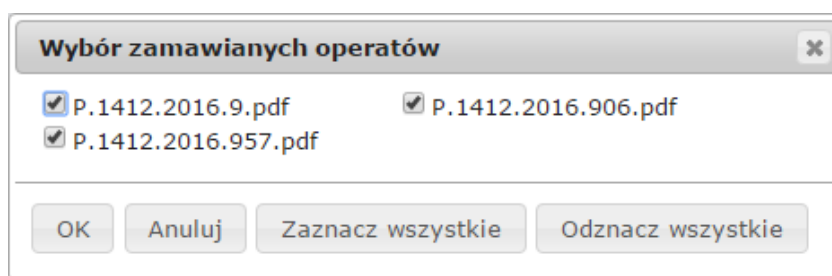 Wybór zamawianych operatów
P.1412.2016.9.pdf P.1412.2016.906.pdf
P.1412.2016.957.pdf
OK Anuluj Zaznacz wszystkie Odznacz wszystkie